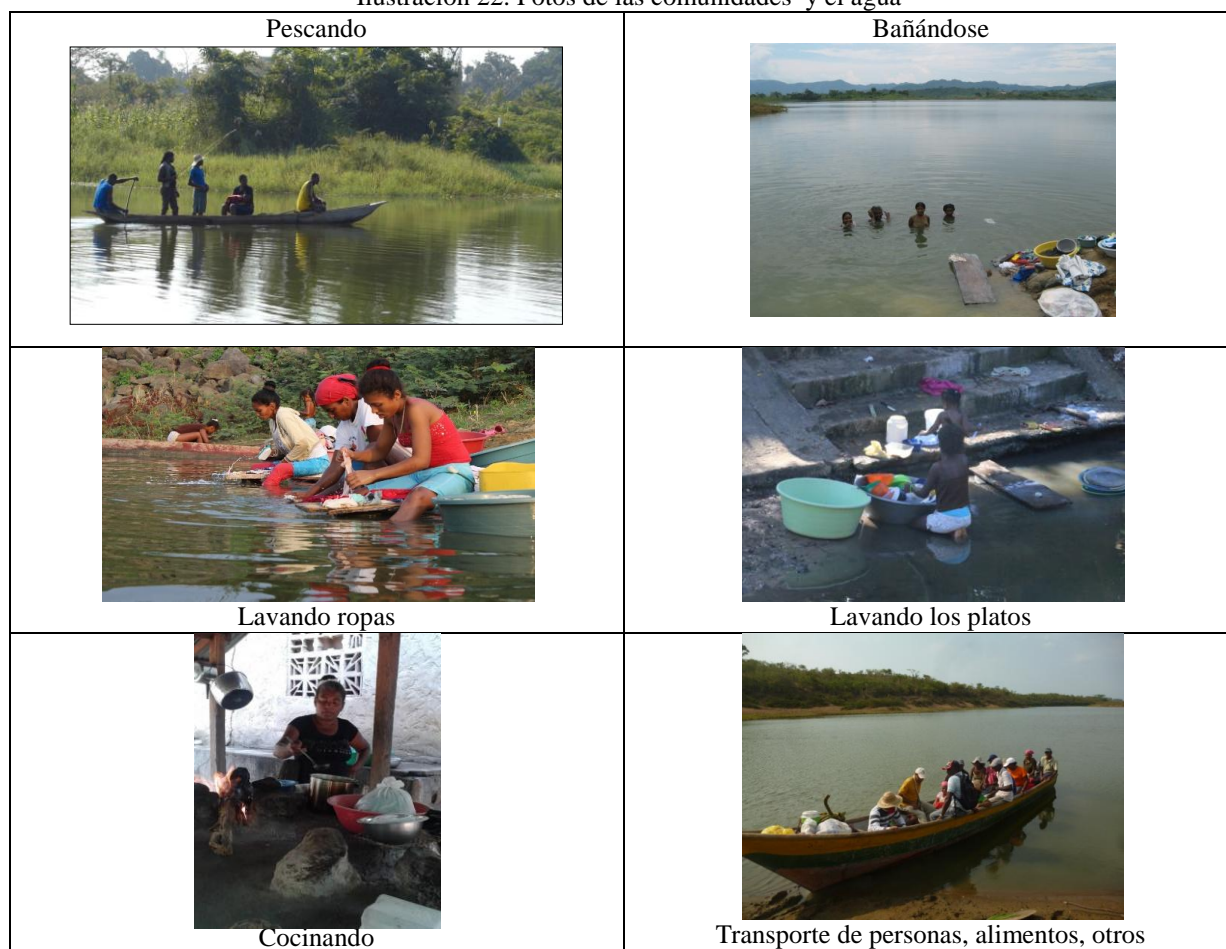 Ilustración 22. Fotos de las comunidades y el agua
Pescando
Bañándose
Lavando ropas
Lavando los platos
Cocinando
Transporte de personas, alimentos, otros